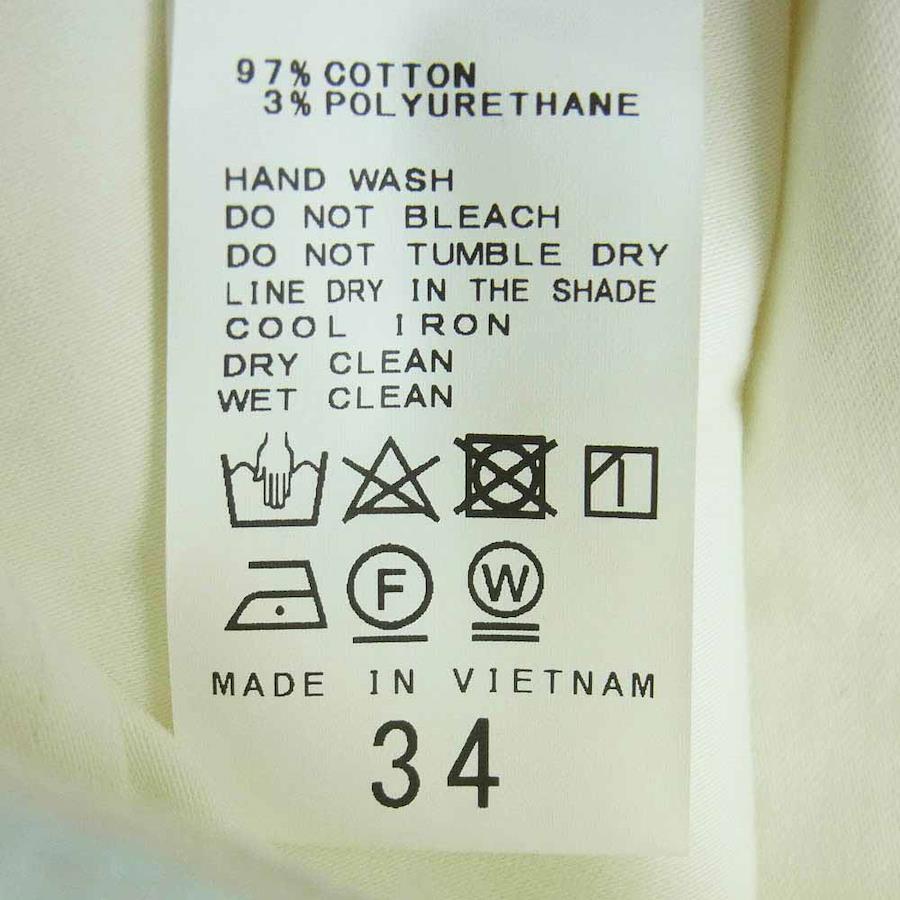 97% COTTON
3% POLYURETHANE
HAND WASH
DO NOT BLEACH
DO NOT TUMBLE DRY
LINE DRY IN THE SHADE
COOL IRON
DRY CLEAN
WET CLEAN
F W
MADE IN VIETNAM
34